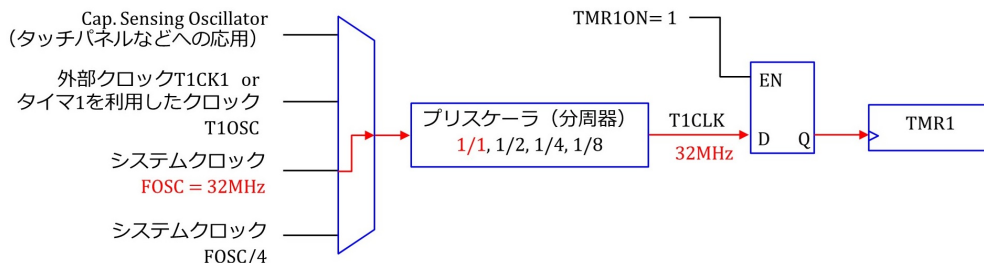 Cap. Sensing Oscillator
（タッチパネルなどへの応用）
外部クロックT1CK1 or
タイマ1を利用したクロック
T1OSC
システムクロック
FOSC = 32MHz
システムクロック
FOSC/4
プリスケーラ（分周器）
1/1, 1/2, 1/4, 1/8
T1CLK
32MHz
TMR1ON= 1
EN
D
Q
TMR1